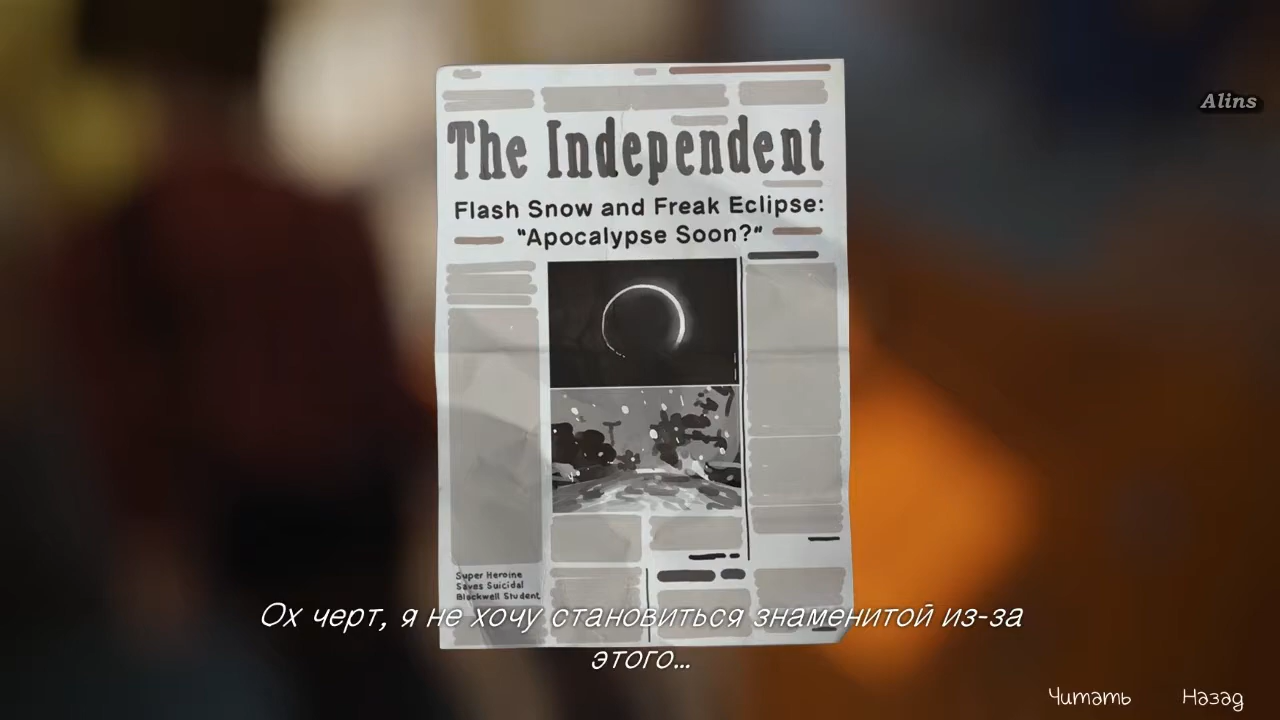 Alins
The Independent
Flash Snow and Freak Eclipse:
"Apocalypse Soon?"
Super Heroine
Saves Suicidal
Blackwell Student
Ох черт, я не хочу становиться знаменитой из-за
этого...
Читать Назад